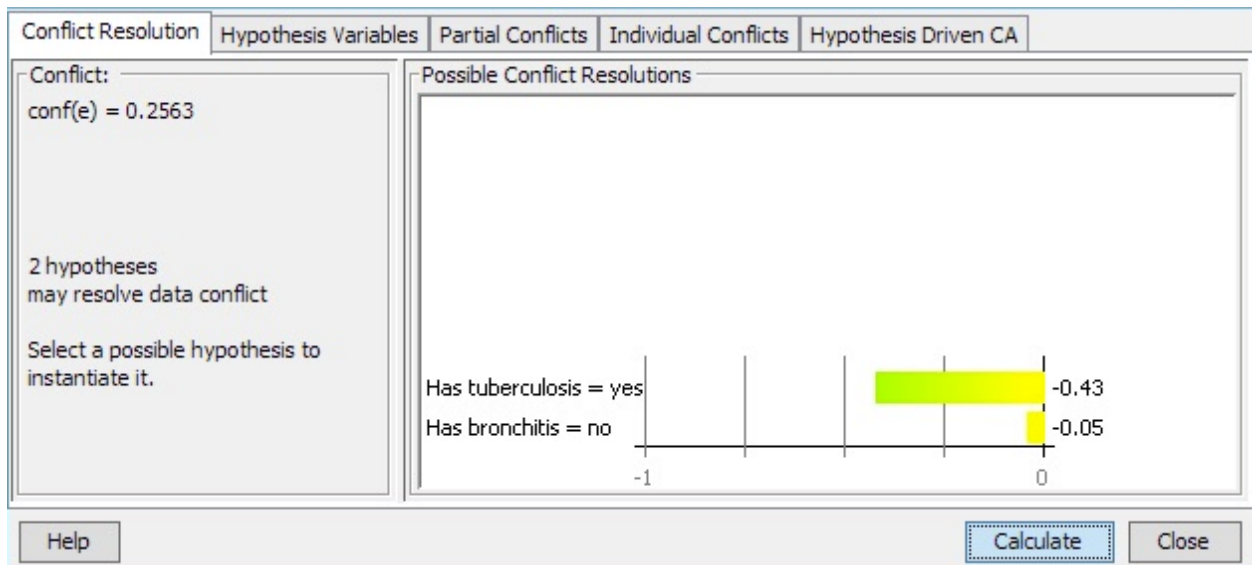 Conflict Resolution Hypothesis Variables Partial Conflicts Individual Conflicts Hypothesis Driven CA
Conflict:
conf(e) = 0.2563
2 hypotheses
may resolve data conflict
Select a possible hypothesis to
instantiate it.
Possible Conflict Resolutions
Has tuberculosis = yes -0.43
Has bronchitis = no -0.05
-1 0
Help Calculate Close